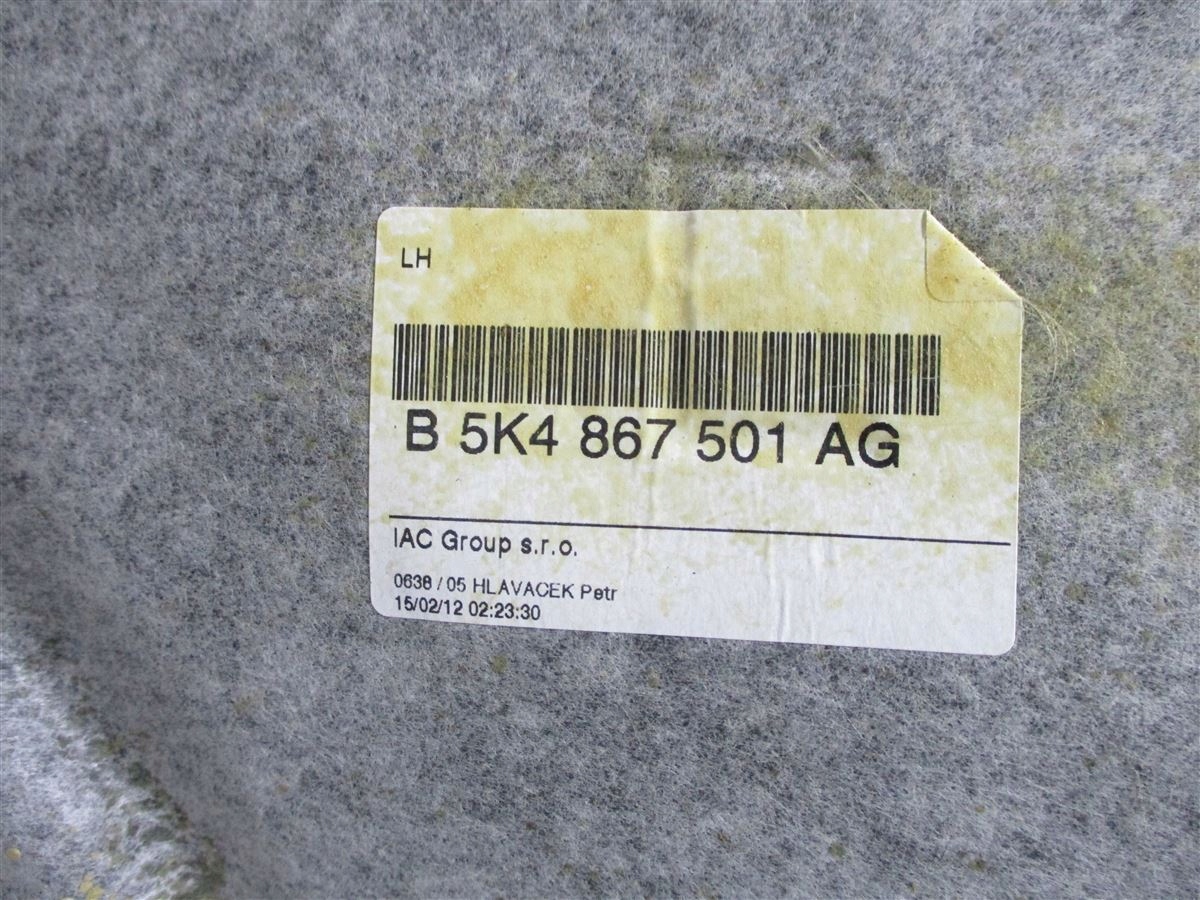 LH
B 5K4 867 501 AG
IAC Group s.r.o.
0638 / 05 HLAVACEK Petr
15/02/12 02:23:30